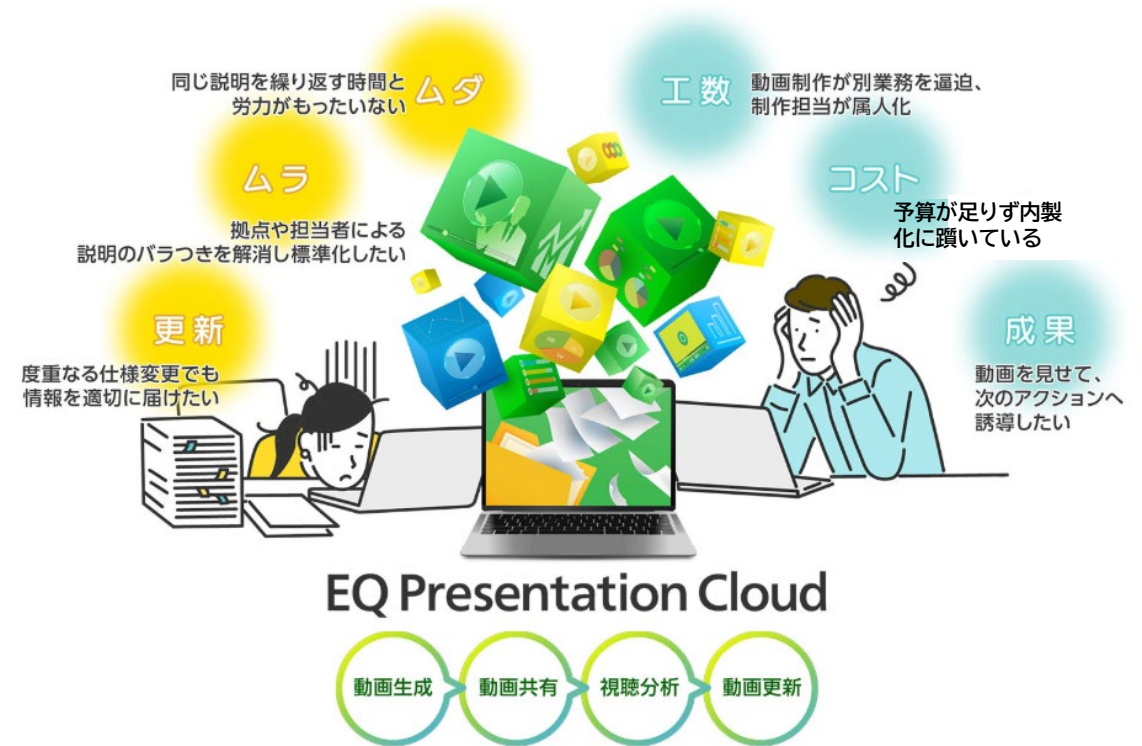 ムダ
同じ説明を繰り返す時間と
労力がもったいない
工数
動画制作が別業務を逼迫、
制作担当が属人化
ムラ
拠点や担当者による
説明のバラつきを解消し標準化したい
コスト
予算が足りず内製
化に躓いている
更新
度重なる仕様変更でも
情報を適切に届けたい
成果
動画を見せて、
次のアクションへ
誘導したい
EQ Presentation Cloud
動画生成
動画共有
視聴分析
動画更新